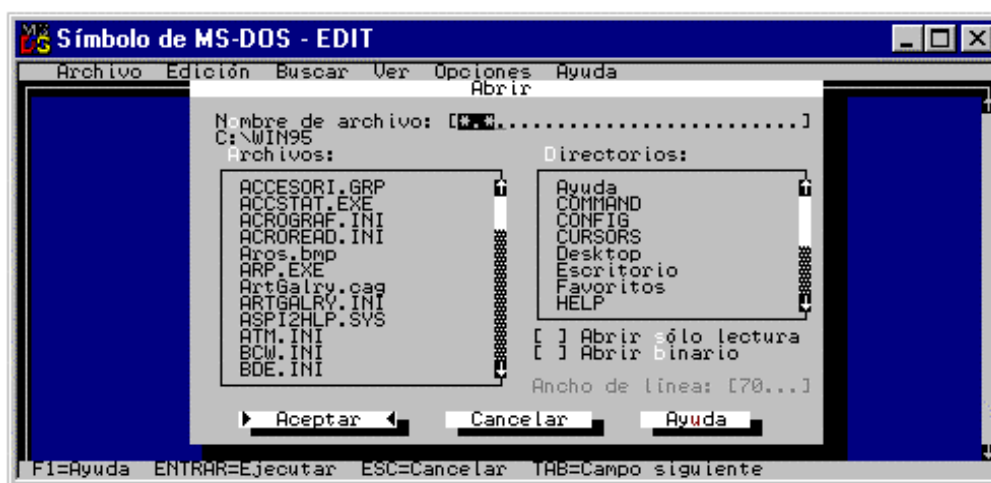 MS DOS Símbolo de MS-DOS - EDIT
Archivo Edición Buscar Ver Opciones Ayuda
Abrir
Nombre de archivo: [*.*..........................]
C:\WIN95
Archivos:
ACCESORI.GRP
ACCSTAT.EXE
ACROGRAF.INI
ACROREAD.INI
Aros.bmp
ARP.EXE
ArtGalry.cag
ARTGALRY.INI
ASPI2HLP.SYS
ATM.INI
BCW.INI
BDE.INI
Directorios:
Ayuda
COMMAND
CONFIG
CURSORS
Desktop
Escritorio
Favoritos
HELP
[ ] Abrir sólo lectura
[ ] Abrir binario
Ancho de línea: [70...]
Aceptar Cancelar Ayuda
F1=Ayuda ENTRAR=Ejecutar ESC=Cancelar TAB=Campo siguiente